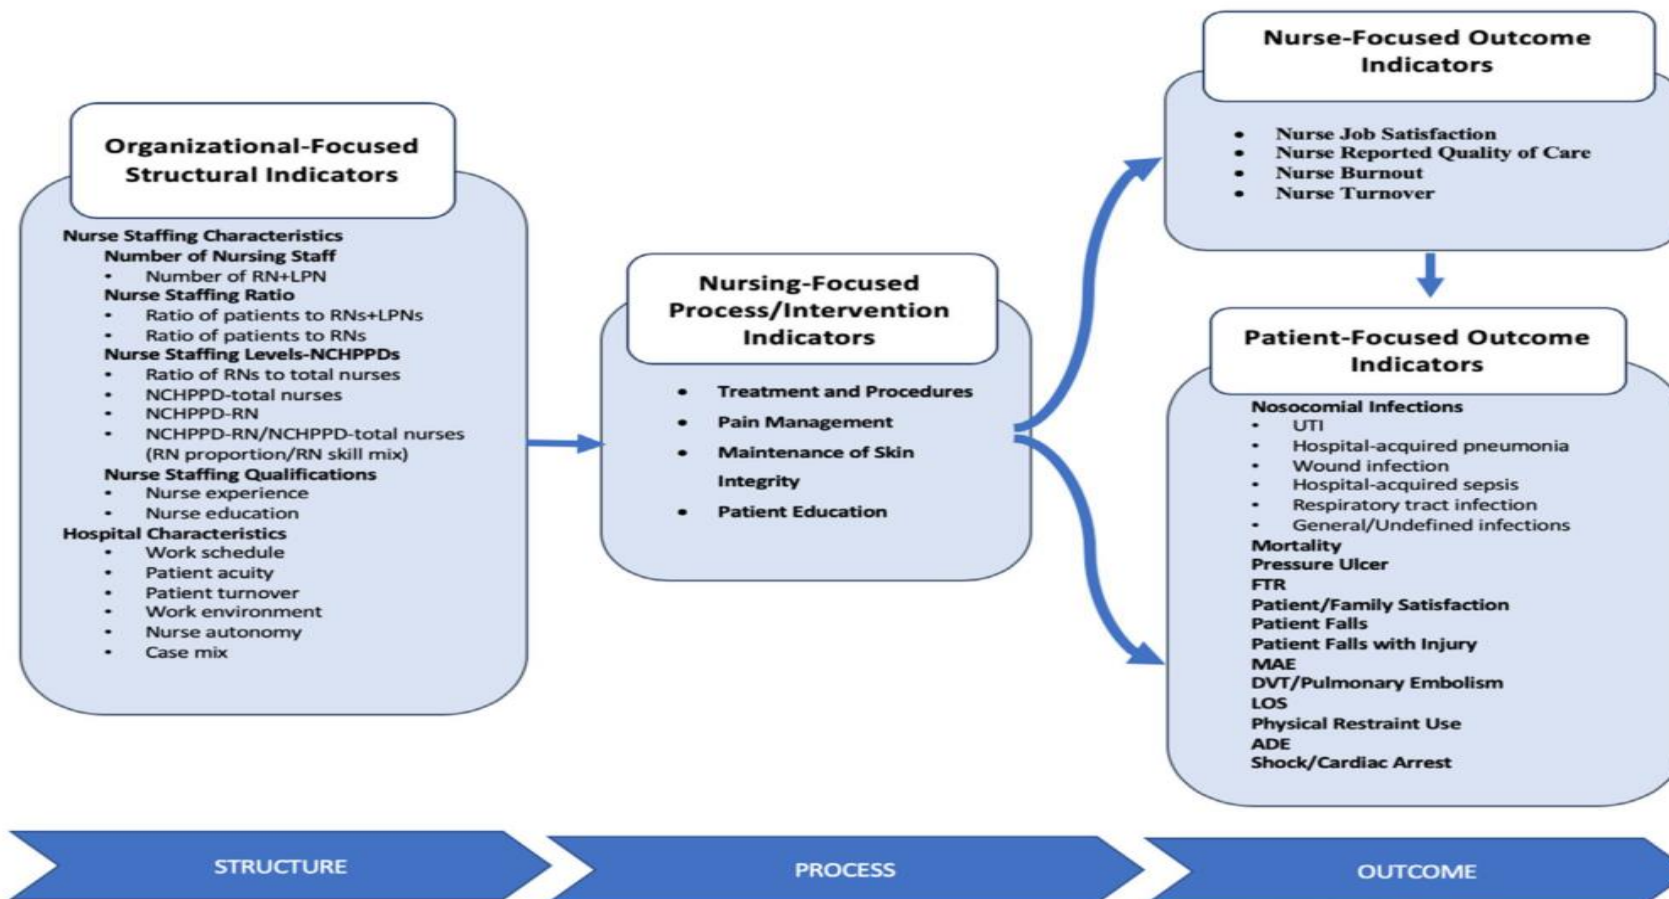 Organizational-Focused
Structural Indicators
Nurse Staffing Characteristics
Number of Nursing Staff
• Number of RN+LPN
Nurse Staffing Ratio
• Ratio of patients to RNs+LPNs
• Ratio of patients to RNs
Nurse Staffing Levels-NCHPPDs
• Ratio of RNs to total nurses
• NCHPPD-total nurses
• NCHPPD-RN
• NCHPPD-RN/NCHPPD-total nurses
(RN proportion/RN skill mix)
Nurse Staffing Qualifications
• Nurse experience
• Nurse education
Hospital Characteristics
• Work schedule
• Patient acuity
• Patient turnover
• Work environment
• Nurse autonomy
• Case mix
Nursing-Focused
Process/Intervention
Indicators
• Treatment and Procedures
• Pain Management
• Maintenance of Skin
Integrity
• Patient Education
Nurse-Focused Outcome
Indicators
• Nurse Job Satisfaction
• Nurse Reported Quality of Care
• Nurse Burnout
• Nurse Turnover
Patient-Focused Outcome
Indicators
Nosocomial Infections
• UTI
• Hospital-acquired pneumonia
• Wound infection
• Hospital-acquired sepsis
• Respiratory tract infection
• General/Undefined infections
Mortality
Pressure Ulcer
FTR
Patient/Family Satisfaction
Patient Falls
Patient Falls with Injury
MAE
DVT/Pulmonary Embolism
LOS
Physical Restraint Use
ADE
Shock/Cardiac Arrest
STRUCTURE
PROCESS
OUTCOME